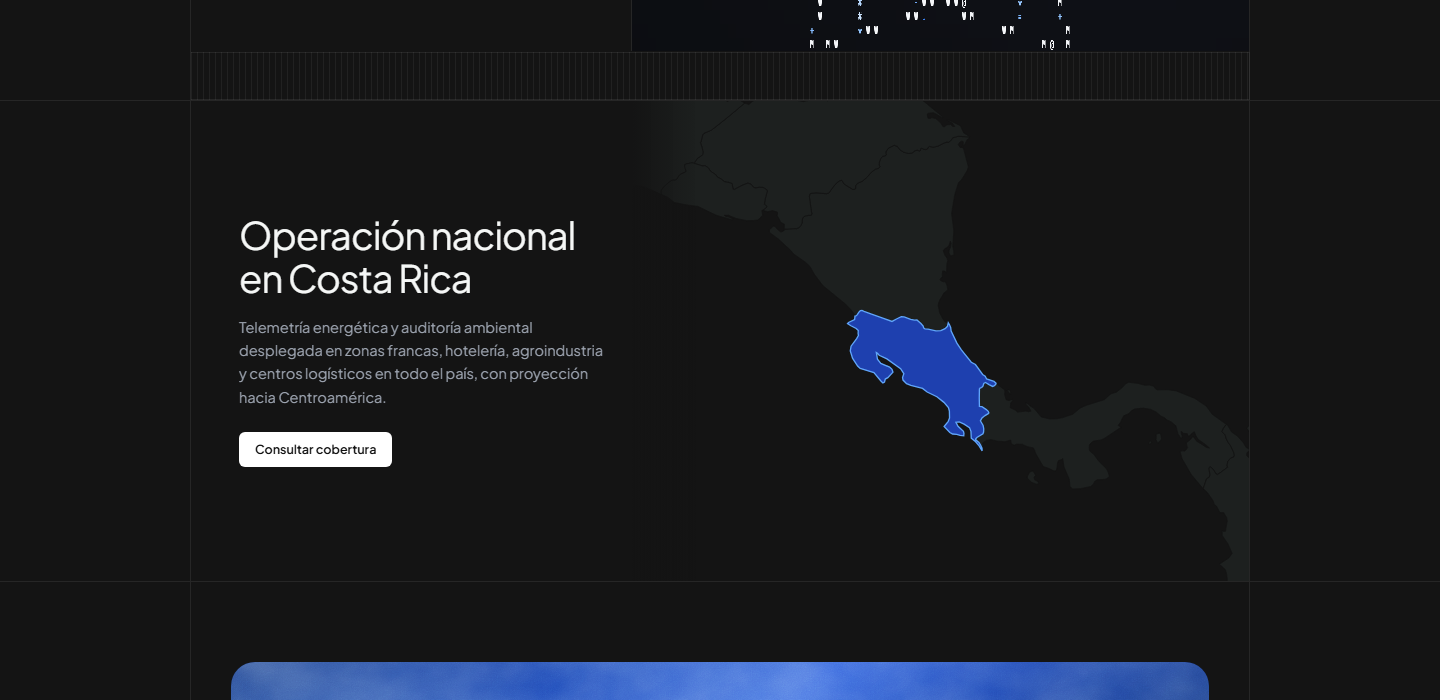 Operación nacional
en Costa Rica
Telemetría energética y auditoría ambiental
desplegada en zonas francas, hotelería, agroindustria
y centros logísticos en todo el país, con proyección
hacia Centroamérica.
Consultar cobertura